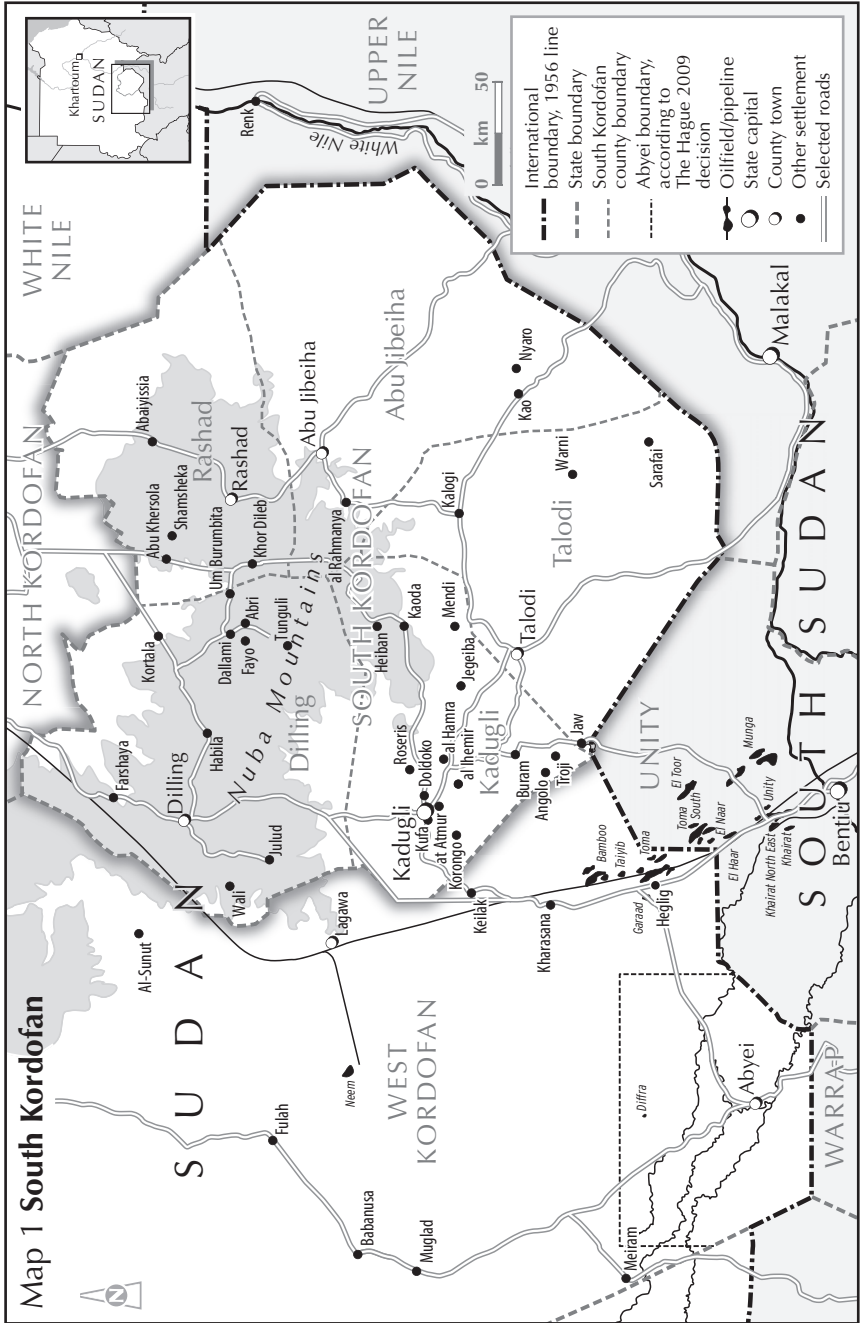 Map 1 South Kordofan
N
Khartoum
SUDAN
WHITE
NILE
UPPER
NILE
Renk
White Nile
NORTH KORDOFAN
0 km 50
International
boundary, 1956 line
State boundary
South Kordofan
county boundary
Abyei boundary,
according to
The Hague 2009
decision
Oilfield/pipeline
State capital
County town
Other settlement
Selected roads
SUDAN
Al-Sunut
Farshaya
Kortala
Abu Khersola
Shamsheka
Abaiyissia
Rashad
Rashad
Dilling
Habila
Um Burumbita
Khor Dileb
Dallami
Abri
Fayo
Tunguli
Wali
Julud
Nuba Mountains
Dilling
Abu Jibeiha
Abu Jibeiha
Fulah
Lagawa
Neem
Babanusa
Muglad
WEST
KORDOFAN
SOUTH KORDOFAN
al Rahmanya
Heiban
Kaoda
Roseris
Doldoko
Kadugli
Kufa
at Atmur
al Hamra
al Ihemir
Korongo
Keilak
Kharasana
Mendi
Jegeiba
Kalogi
Kao
Nyaro
Kadugli
Talodi
Talodi
Warni
Sarafai
Buram
Angolo
Troji
Jaw
Bamboo
Taiyib
Toma
Garaad
Heglig
Meiram
Diffra
Abyei
WARRAP
UNITY
Toma
South
El Toor
El Naar
El Haar
Munga
Unity
Khairat North East
Khairat
Bentiu
Malakal
SOUTH SUDAN